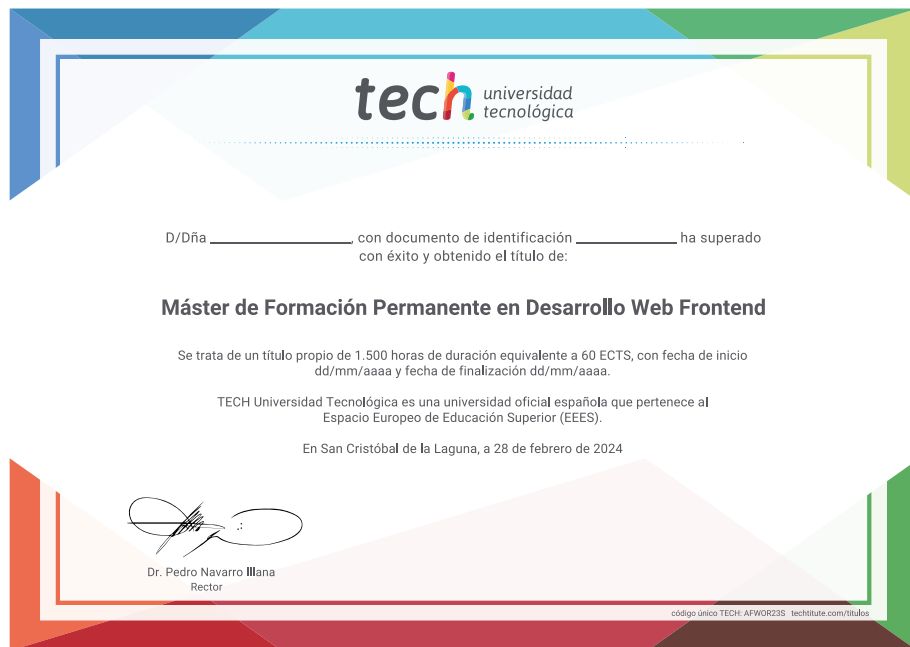 tech universidad
tecnológica
D/Dña ________________, con documento de identificación ____________ ha superado
con éxito y obtenido el título de:
Máster de Formación Permanente en Desarrollo Web Frontend
Se trata de un título propio de 1.500 horas de duración equivalente a 60 ECTS, con fecha de inicio
dd/mm/aaaa y fecha de finalización dd/mm/aaaa.
TECH Universidad Tecnológica es una universidad oficial española que pertenece al
Espacio Europeo de Educación Superior (EEES).
En San Cristóbal de la Laguna, a 28 de febrero de 2024
Dr. Pedro Navarro Illana
Rector
código único TECH: AFWOR23S techtitute.com/titulos